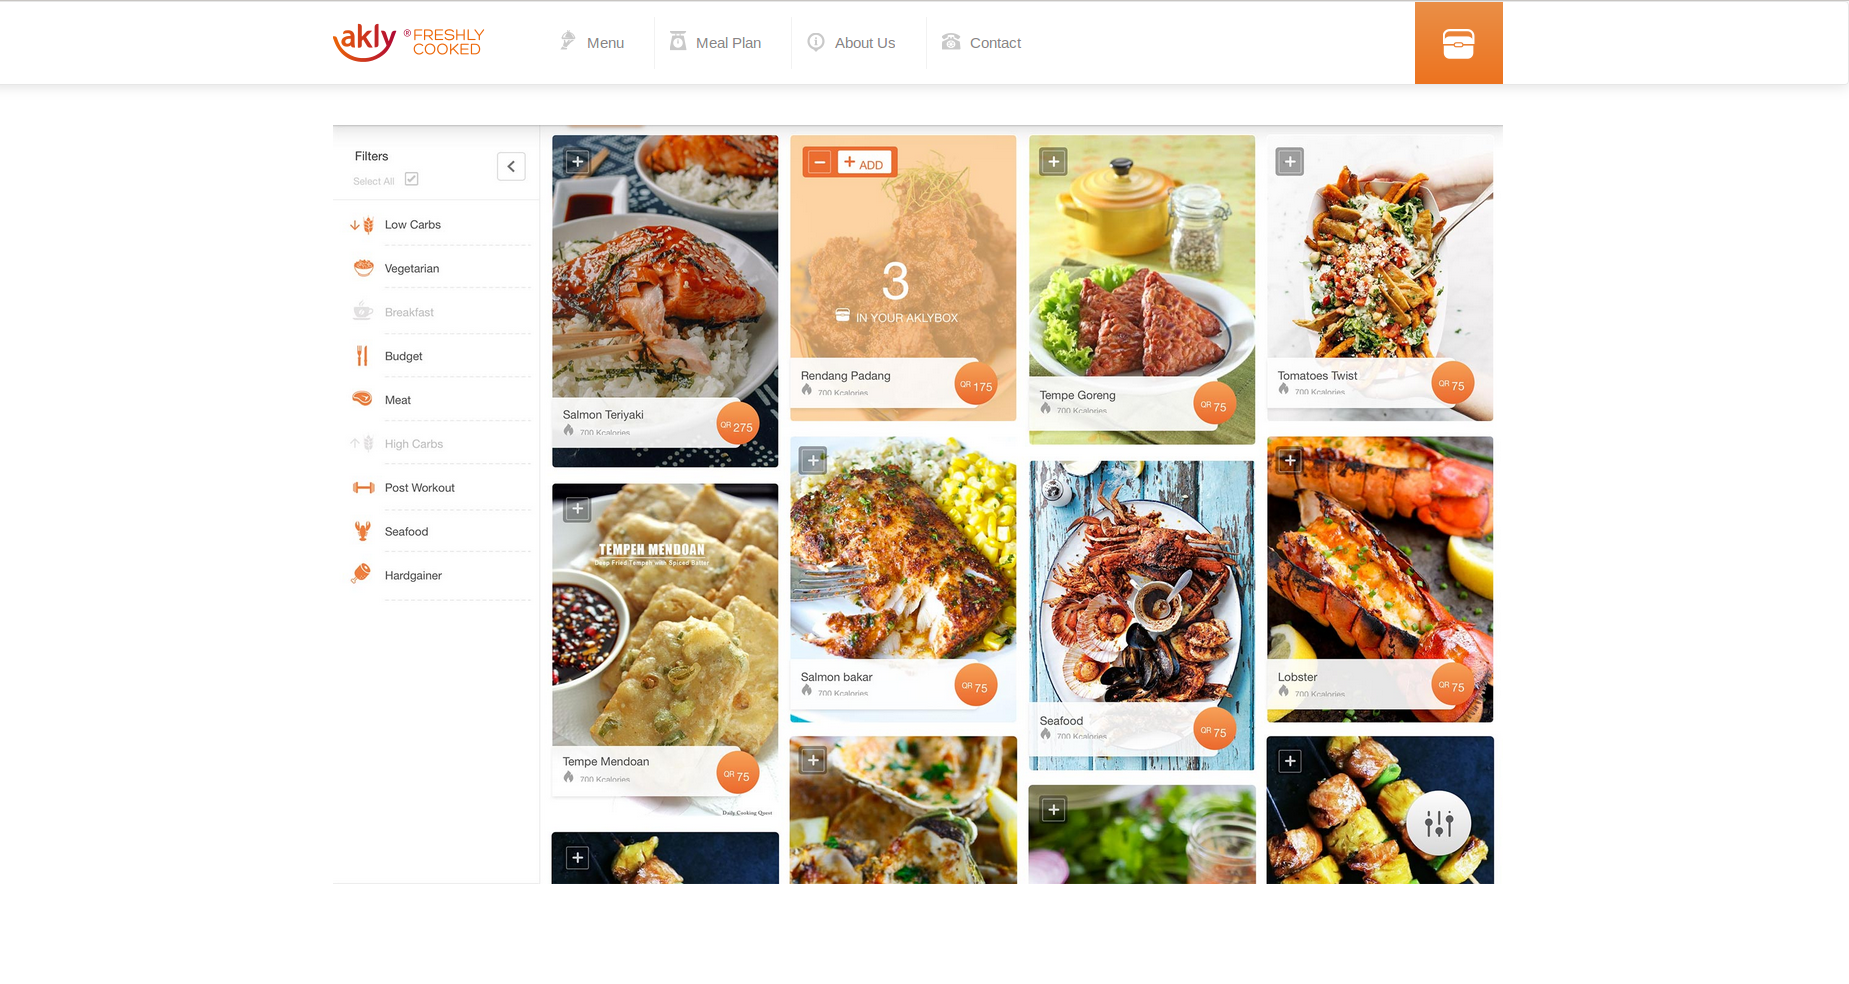 akly ® FRESHLY
COOKED
Menu
Meal Plan
About Us
Contact
Filters
Select All
Low Carbs
Vegetarian
Breakfast
Budget
Meat
High Carbs
Post Workout
Seafood
Hardgainer
Salmon Teriyaki
700 Kcalories
QR 275
ADD
3
IN YOUR AKLYBOX
Rendang Padang
700 Kcalories
QR 175
Tempe Goreng
700 Kcalories
QR 75
Tomatoes Twist
700 Kcalories
QR 75
TEMPEH MENDOAN
Deep Fried Tempeh with Spiced Batter
Tempe Mendoan
700 Kcalories
QR 75
Daily Cooking Quest
Salmon bakar
700 Kcalories
QR 75
Seafood
700 Kcalories
QR 75
Lobster
700 Kcalories
QR 75